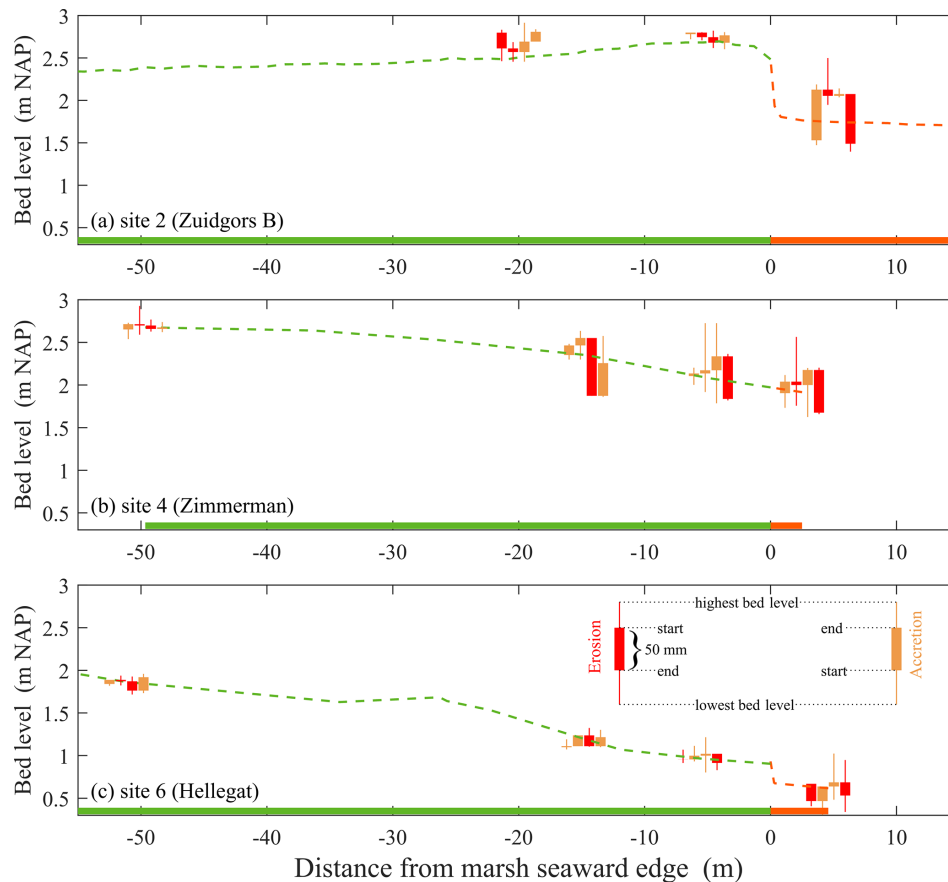 3
2.5
2
1.5
1
0.5
Bed level (m NAP)
(a) site 2 (Zuidgors B)
-50 -40 -30 -20 -10 0 10
3
2.5
2
1.5
1
0.5
Bed level (m NAP)
(b) site 4 (Zimmerman)
-50 -40 -30 -20 -10 0 10
3
2.5
2
1.5
1
0.5
Bed level (m NAP)
highest bed level
start end
Erosion
50 mm
Accretion
end start
lowest bed level
(c) site 6 (Hellegat)
-50 -40 -30 -20 -10 0 10
Distance from marsh seaward edge (m)